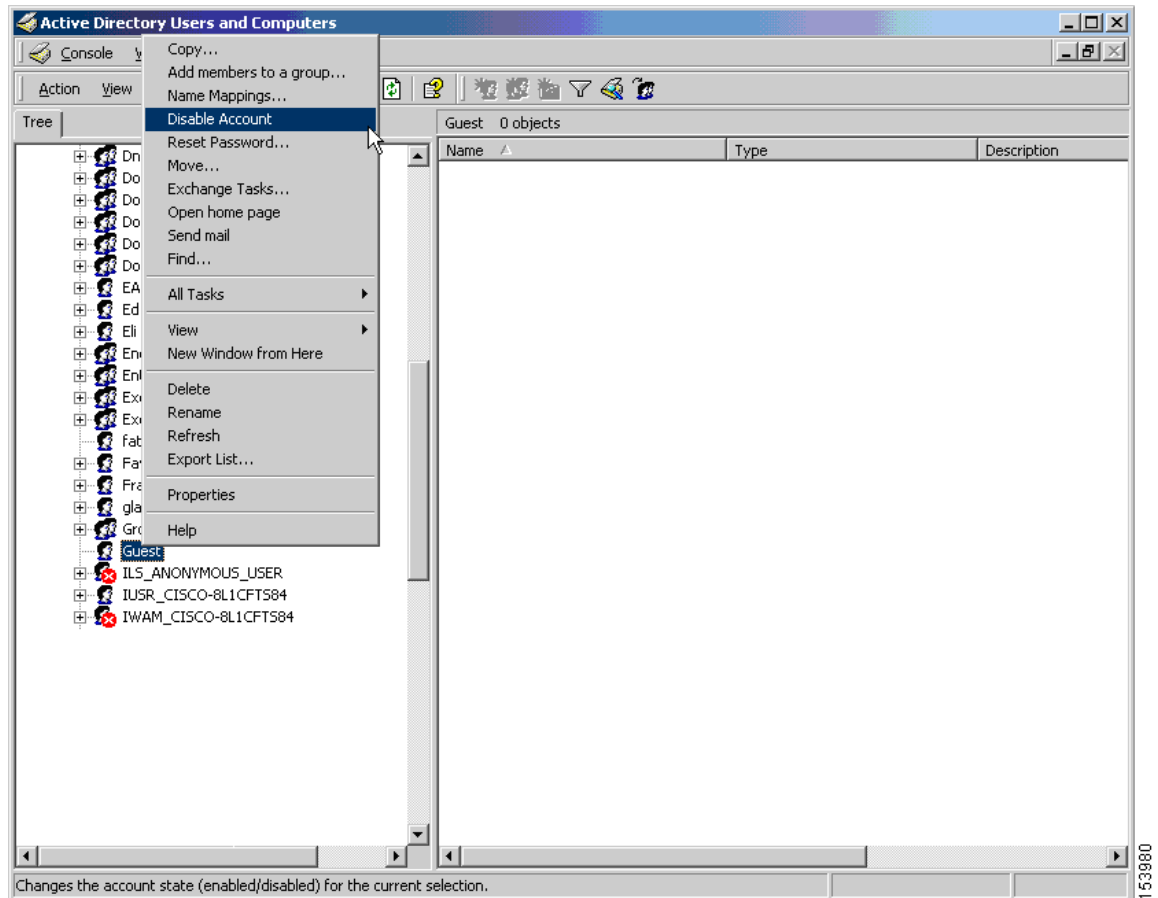 Active Directory Users and Computers
Console
Action View
Copy...
Add members to a group...
Name Mappings...
Disable Account
Reset Password...
Move...
Exchange Tasks...
Open home page
Send mail
Find...
All Tasks
View
New Window from Here
Delete
Rename
Refresh
Export List...
Properties
Help
Tree
Dn
Do
Do
Do
Do
Do
EA
Ed
Eli
Ent
Exc
Exc
fat
Fra
gla
Gro
Guest
ILS_ANONYMOUS_USER
IUSR_CISCO-8L1CFTS84
IWAM_CISCO-8L1CFTS84
Guest 0 objects
Name Type Description
Changes the account state (enabled/disabled) for the current selection.
153980